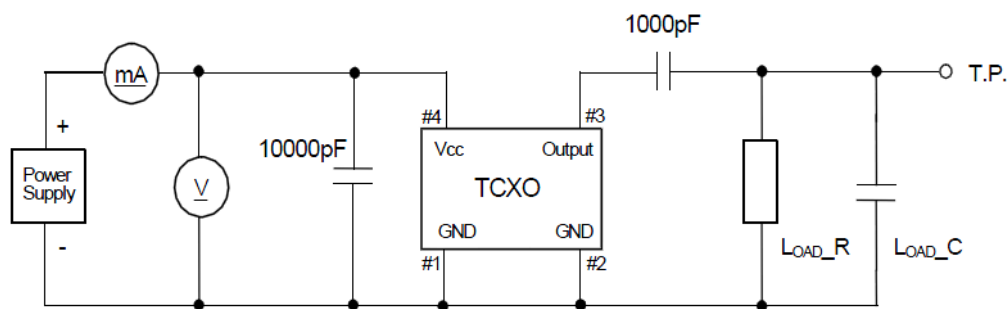 1000pF
mA
T.P.
+
#4
#3
10000pF
Vcc Output
Power
Supply
V
TCXO
-
GND GND
#1
#2
LOAD_R
LOAD_C